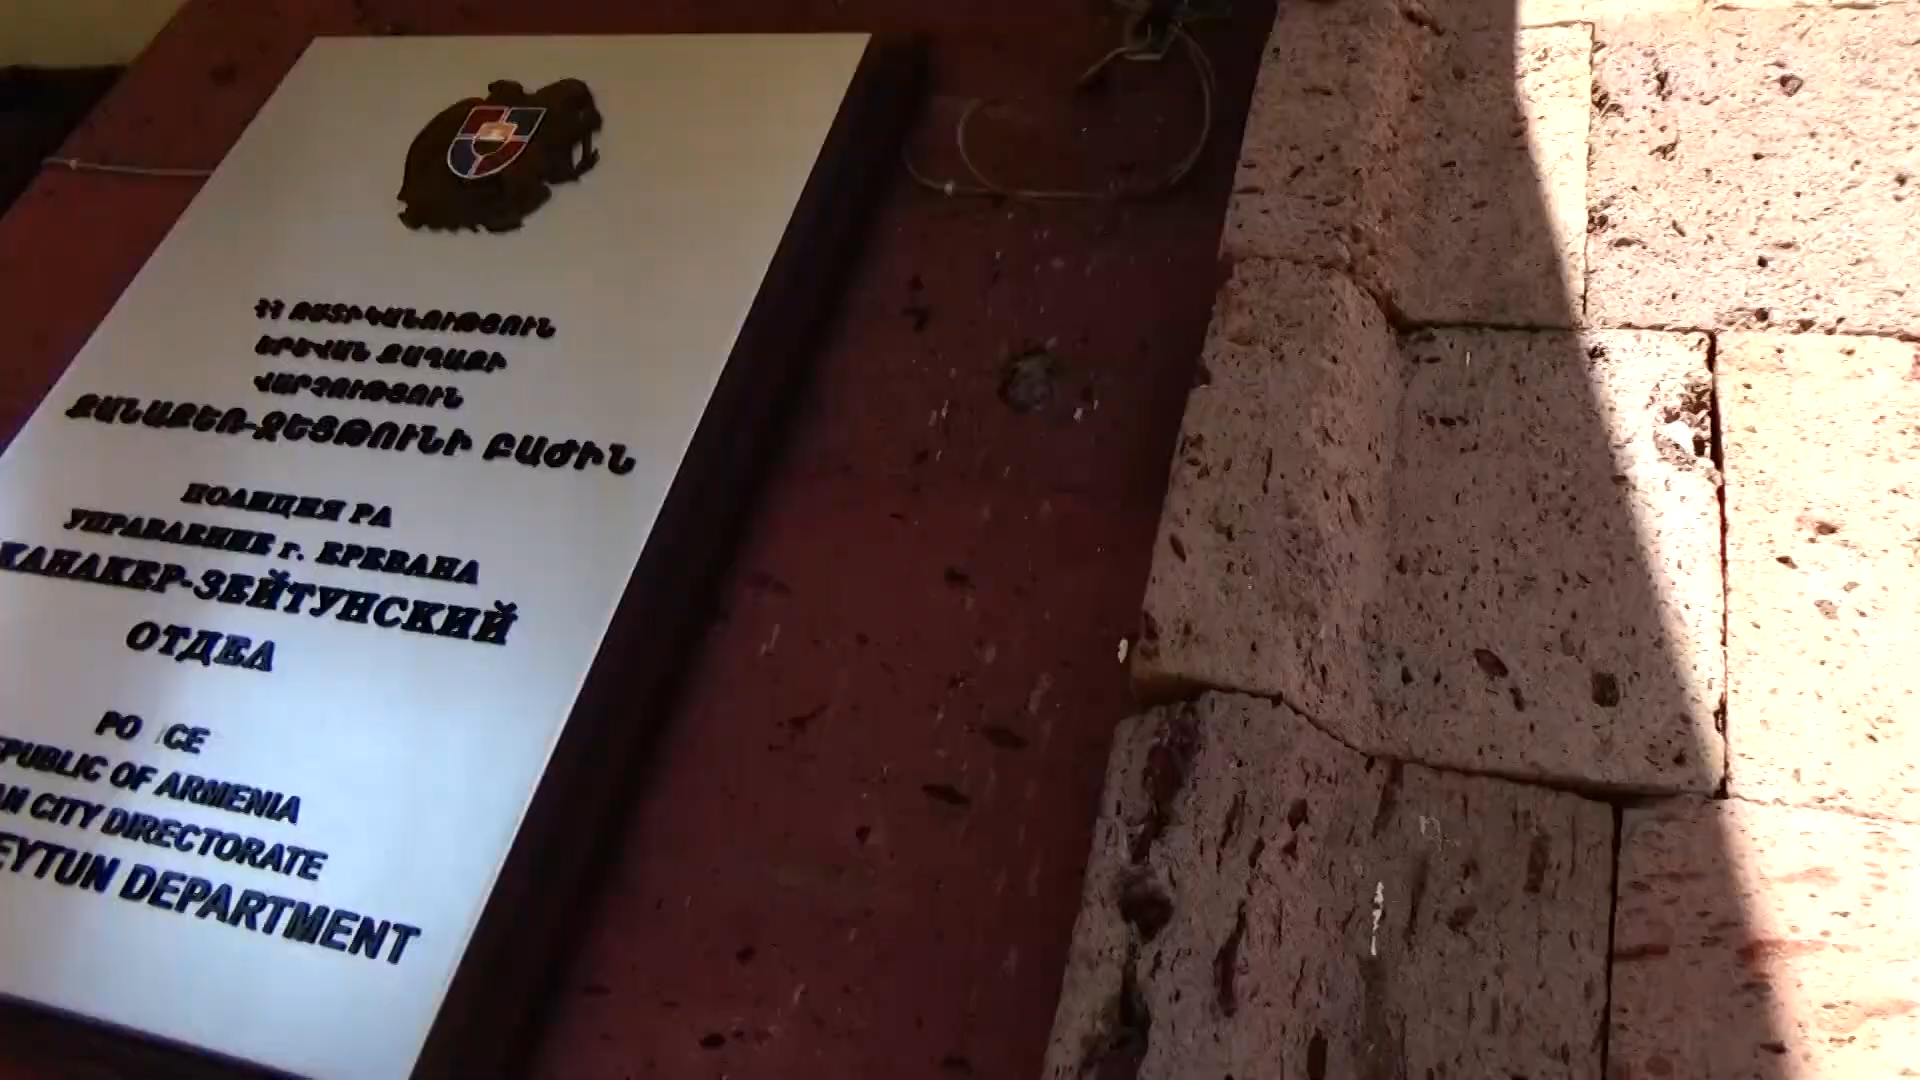 ՀՀ ՈՍՏԻԿԱՆՈՒԹՅՈՒՆ
ԵՐԵՎԱՆ ՔԱՂԱՔԻ
ՎԱՐՉՈՒԹՅՈՒՆ
ՔԱՆԱՔԵՌ-ԶԵՅԹՈՒՆԻ ԲԱԺԻՆ
ПОЛИЦИЯ РА
УПРАВЛЕНИЕ г. ЕРЕВАНА
КАНАКЕР-ЗЕЙТУНСКИЙ
ОТДЕЛ
PO CE
EPUBLIC OF ARMENIA
AN CITY DIRECTORATE
EYTUN DEPARTMENT